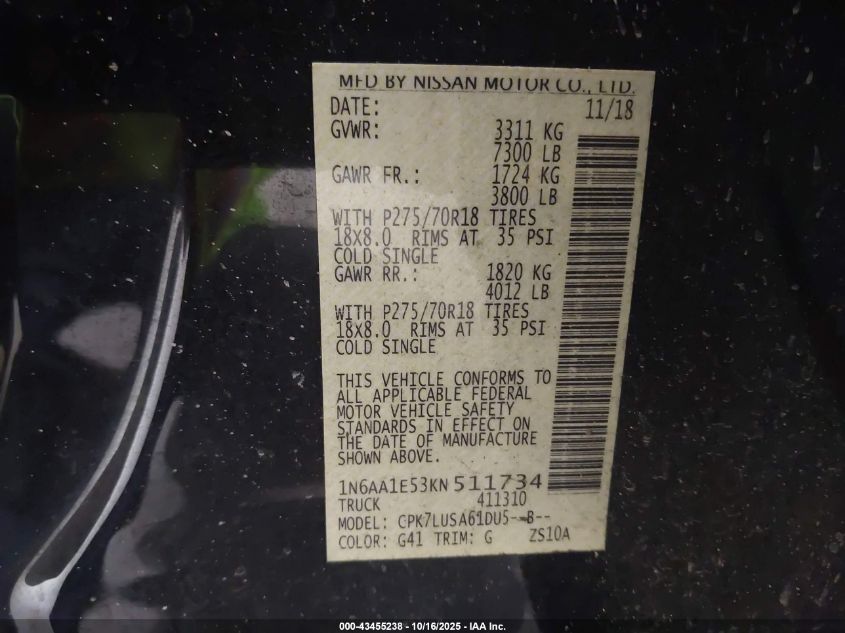 MFD BY NISSAN MOTOR CO., LTD.
DATE: 11/18
GVWR: 3311 KG
7300 LB
GAWR FR.: 1724 KG
3800 LB
WITH P275/70R18 TIRES
18X8.0 RIMS AT 35 PSI
COLD SINGLE
GAWR RR.: 1820 KG
4012 LB
WITH P275/70R18 TIRES
18X8.0 RIMS AT 35 PSI
COLD SINGLE
THIS VEHICLE CONFORMS TO
ALL APPLICABLE FEDERAL
MOTOR VEHICLE SAFETY
STANDARDS IN EFFECT ON
THE DATE OF MANUFACTURE
SHOWN ABOVE.
1N6AA1E53KN511734
TRUCK 411310
MODEL: CPK7LUSA61DU5--B--
COLOR: G41 TRIM: G ZS10A
000-43455238 - 10/16/2025 - IAA Inc.